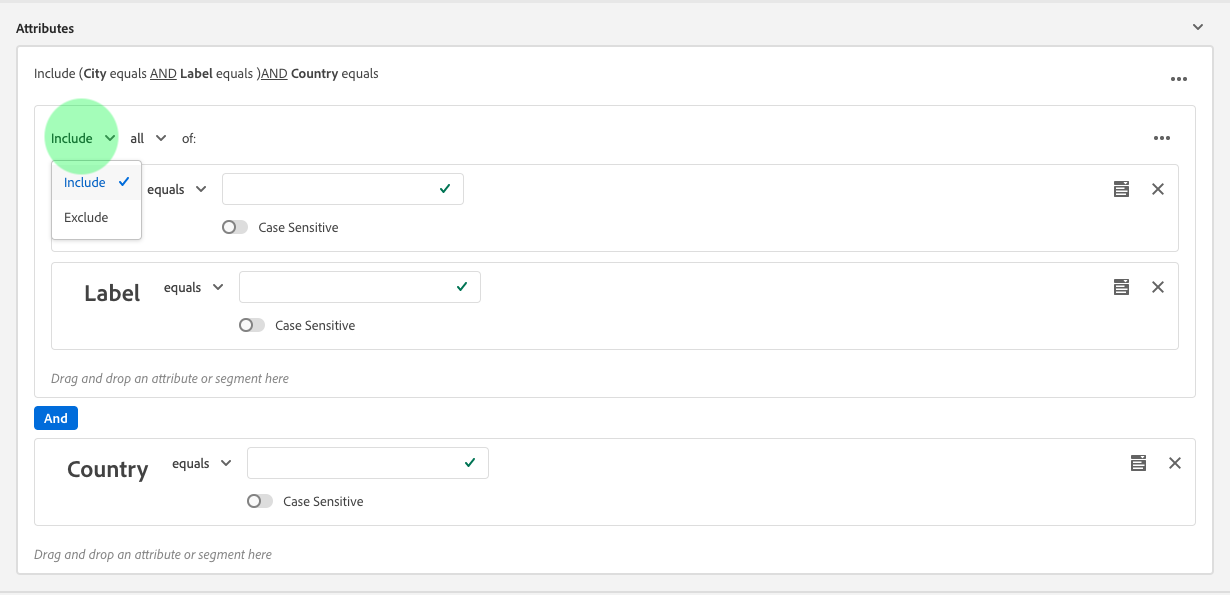 Attributes
Include (City equals AND Label equals )AND Country equals
Include all of:
Include
Exclude
equals
Case Sensitive
Label equals
Case Sensitive
Drag and drop an attribute or segment here
And
Country equals
Case Sensitive
Drag and drop an attribute or segment here